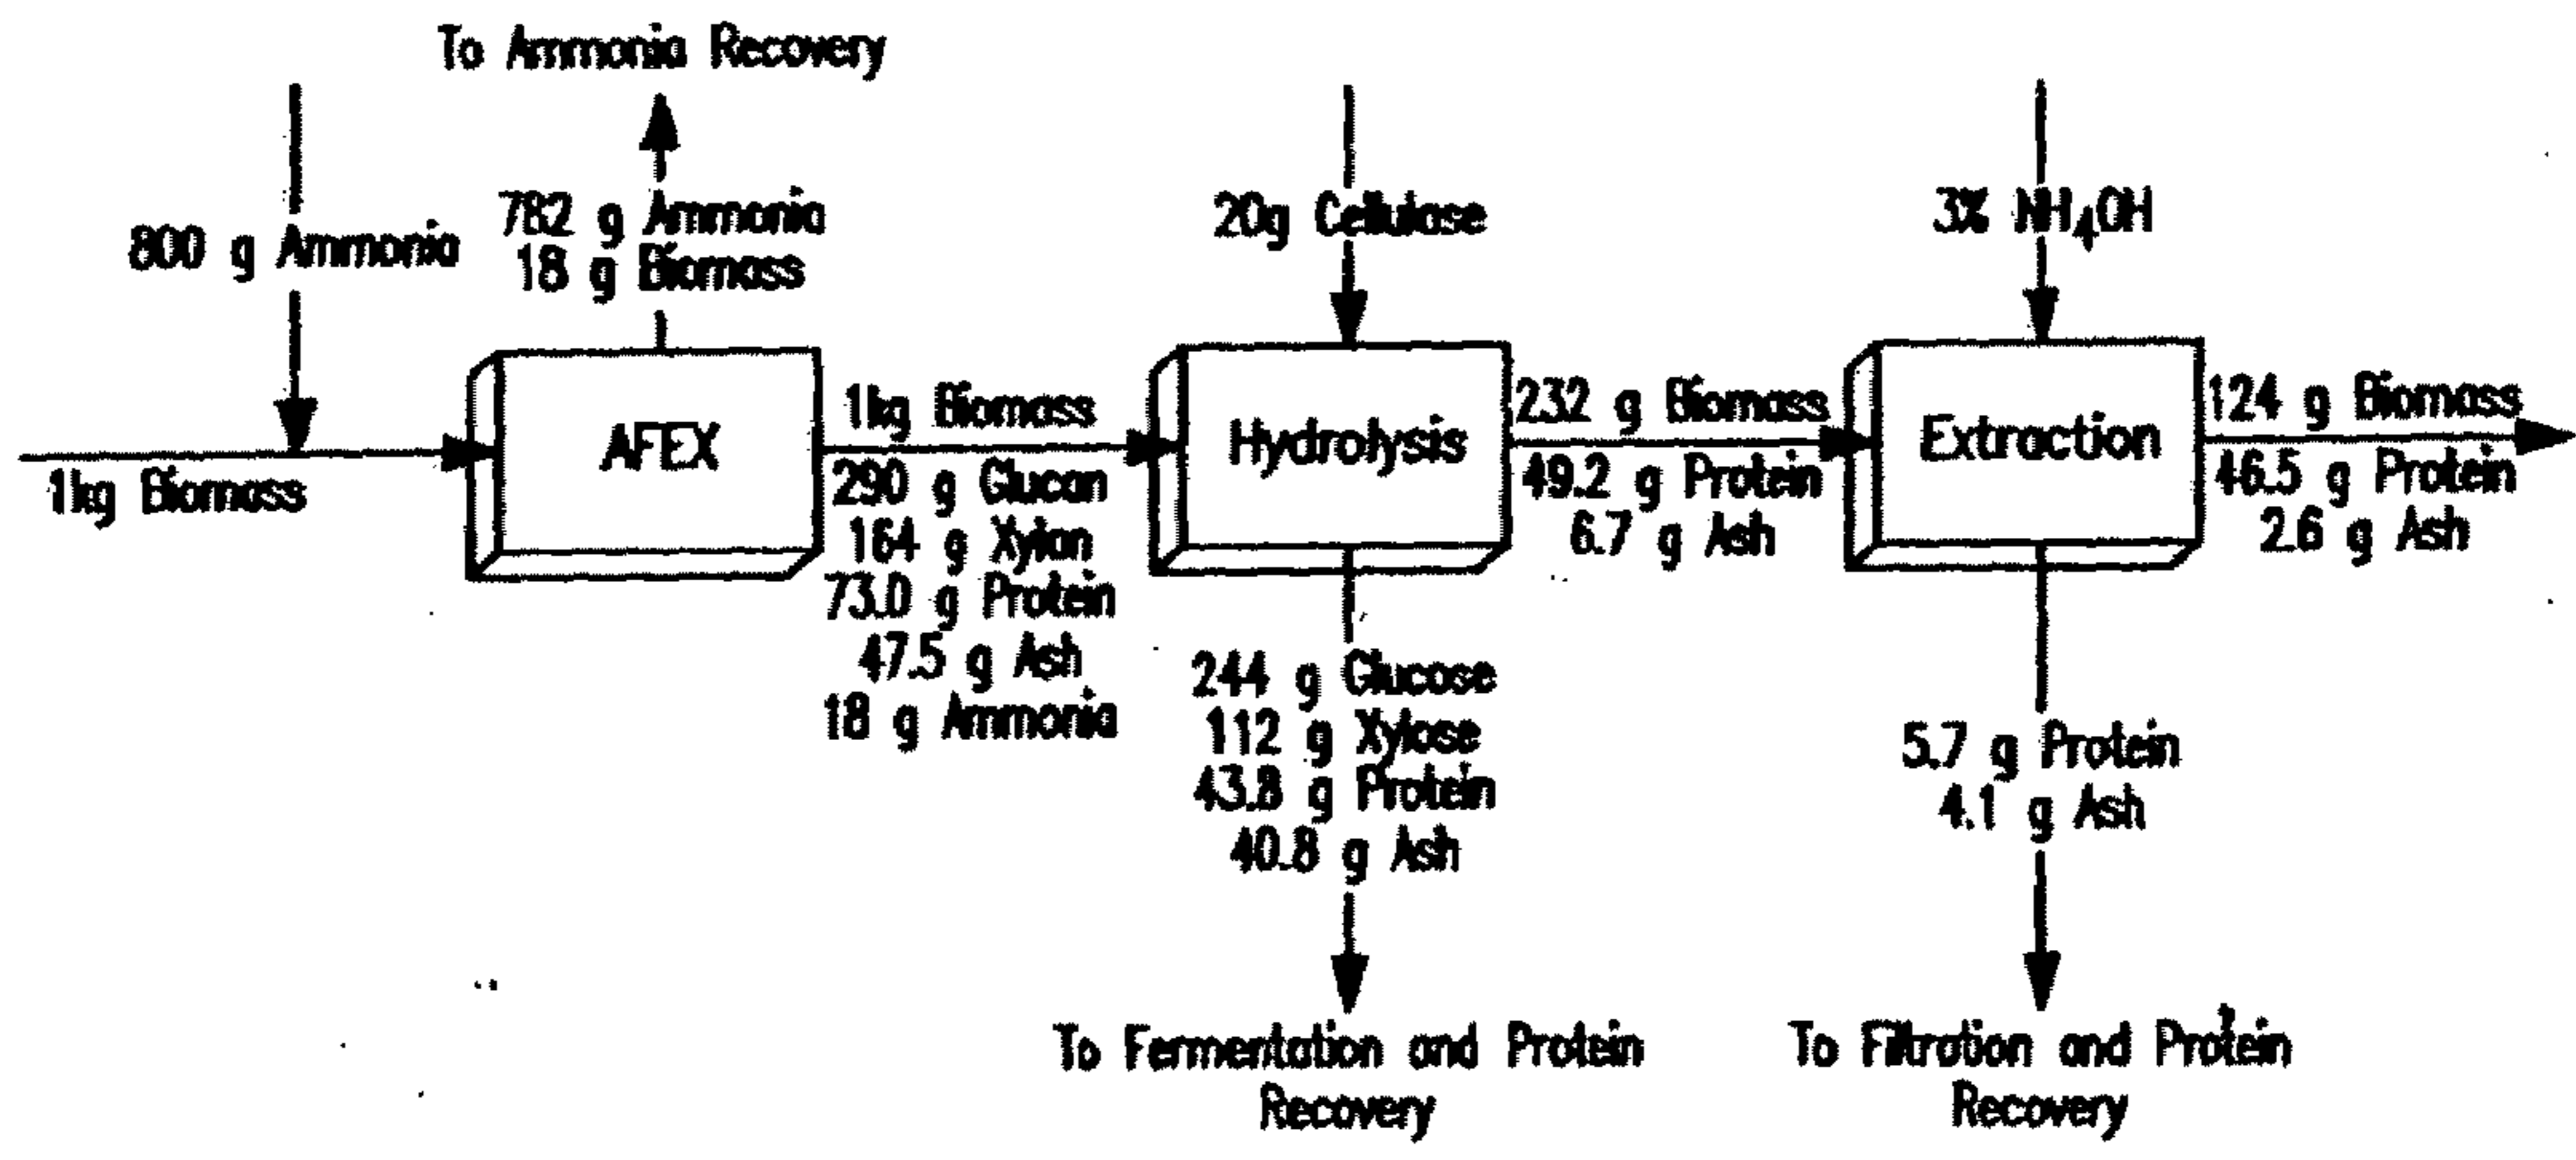 To Ammonia Recovery
800 g Ammonia
782 g Ammonia
18 g Biomass
1kg Biomass
AFEX
1kg Biomass
290 g Glucan
164 g Xylan
73.0 g Protein
47.5 g Ash
18 g Ammonia
20g Cellulase
Hydrolysis
244 g Glucose
112 g Xylose
43.8 g Protein
40.8 g Ash
To Fermentation and Protein
Recovery
232 g Biomass
49.2 g Protein
6.7 g Ash
3% NH4OH
Extraction
5.7 g Protein
4.1 g Ash
To Filtration and Protein
Recovery
124 g Biomass
46.5 g Protein
2.6 g Ash